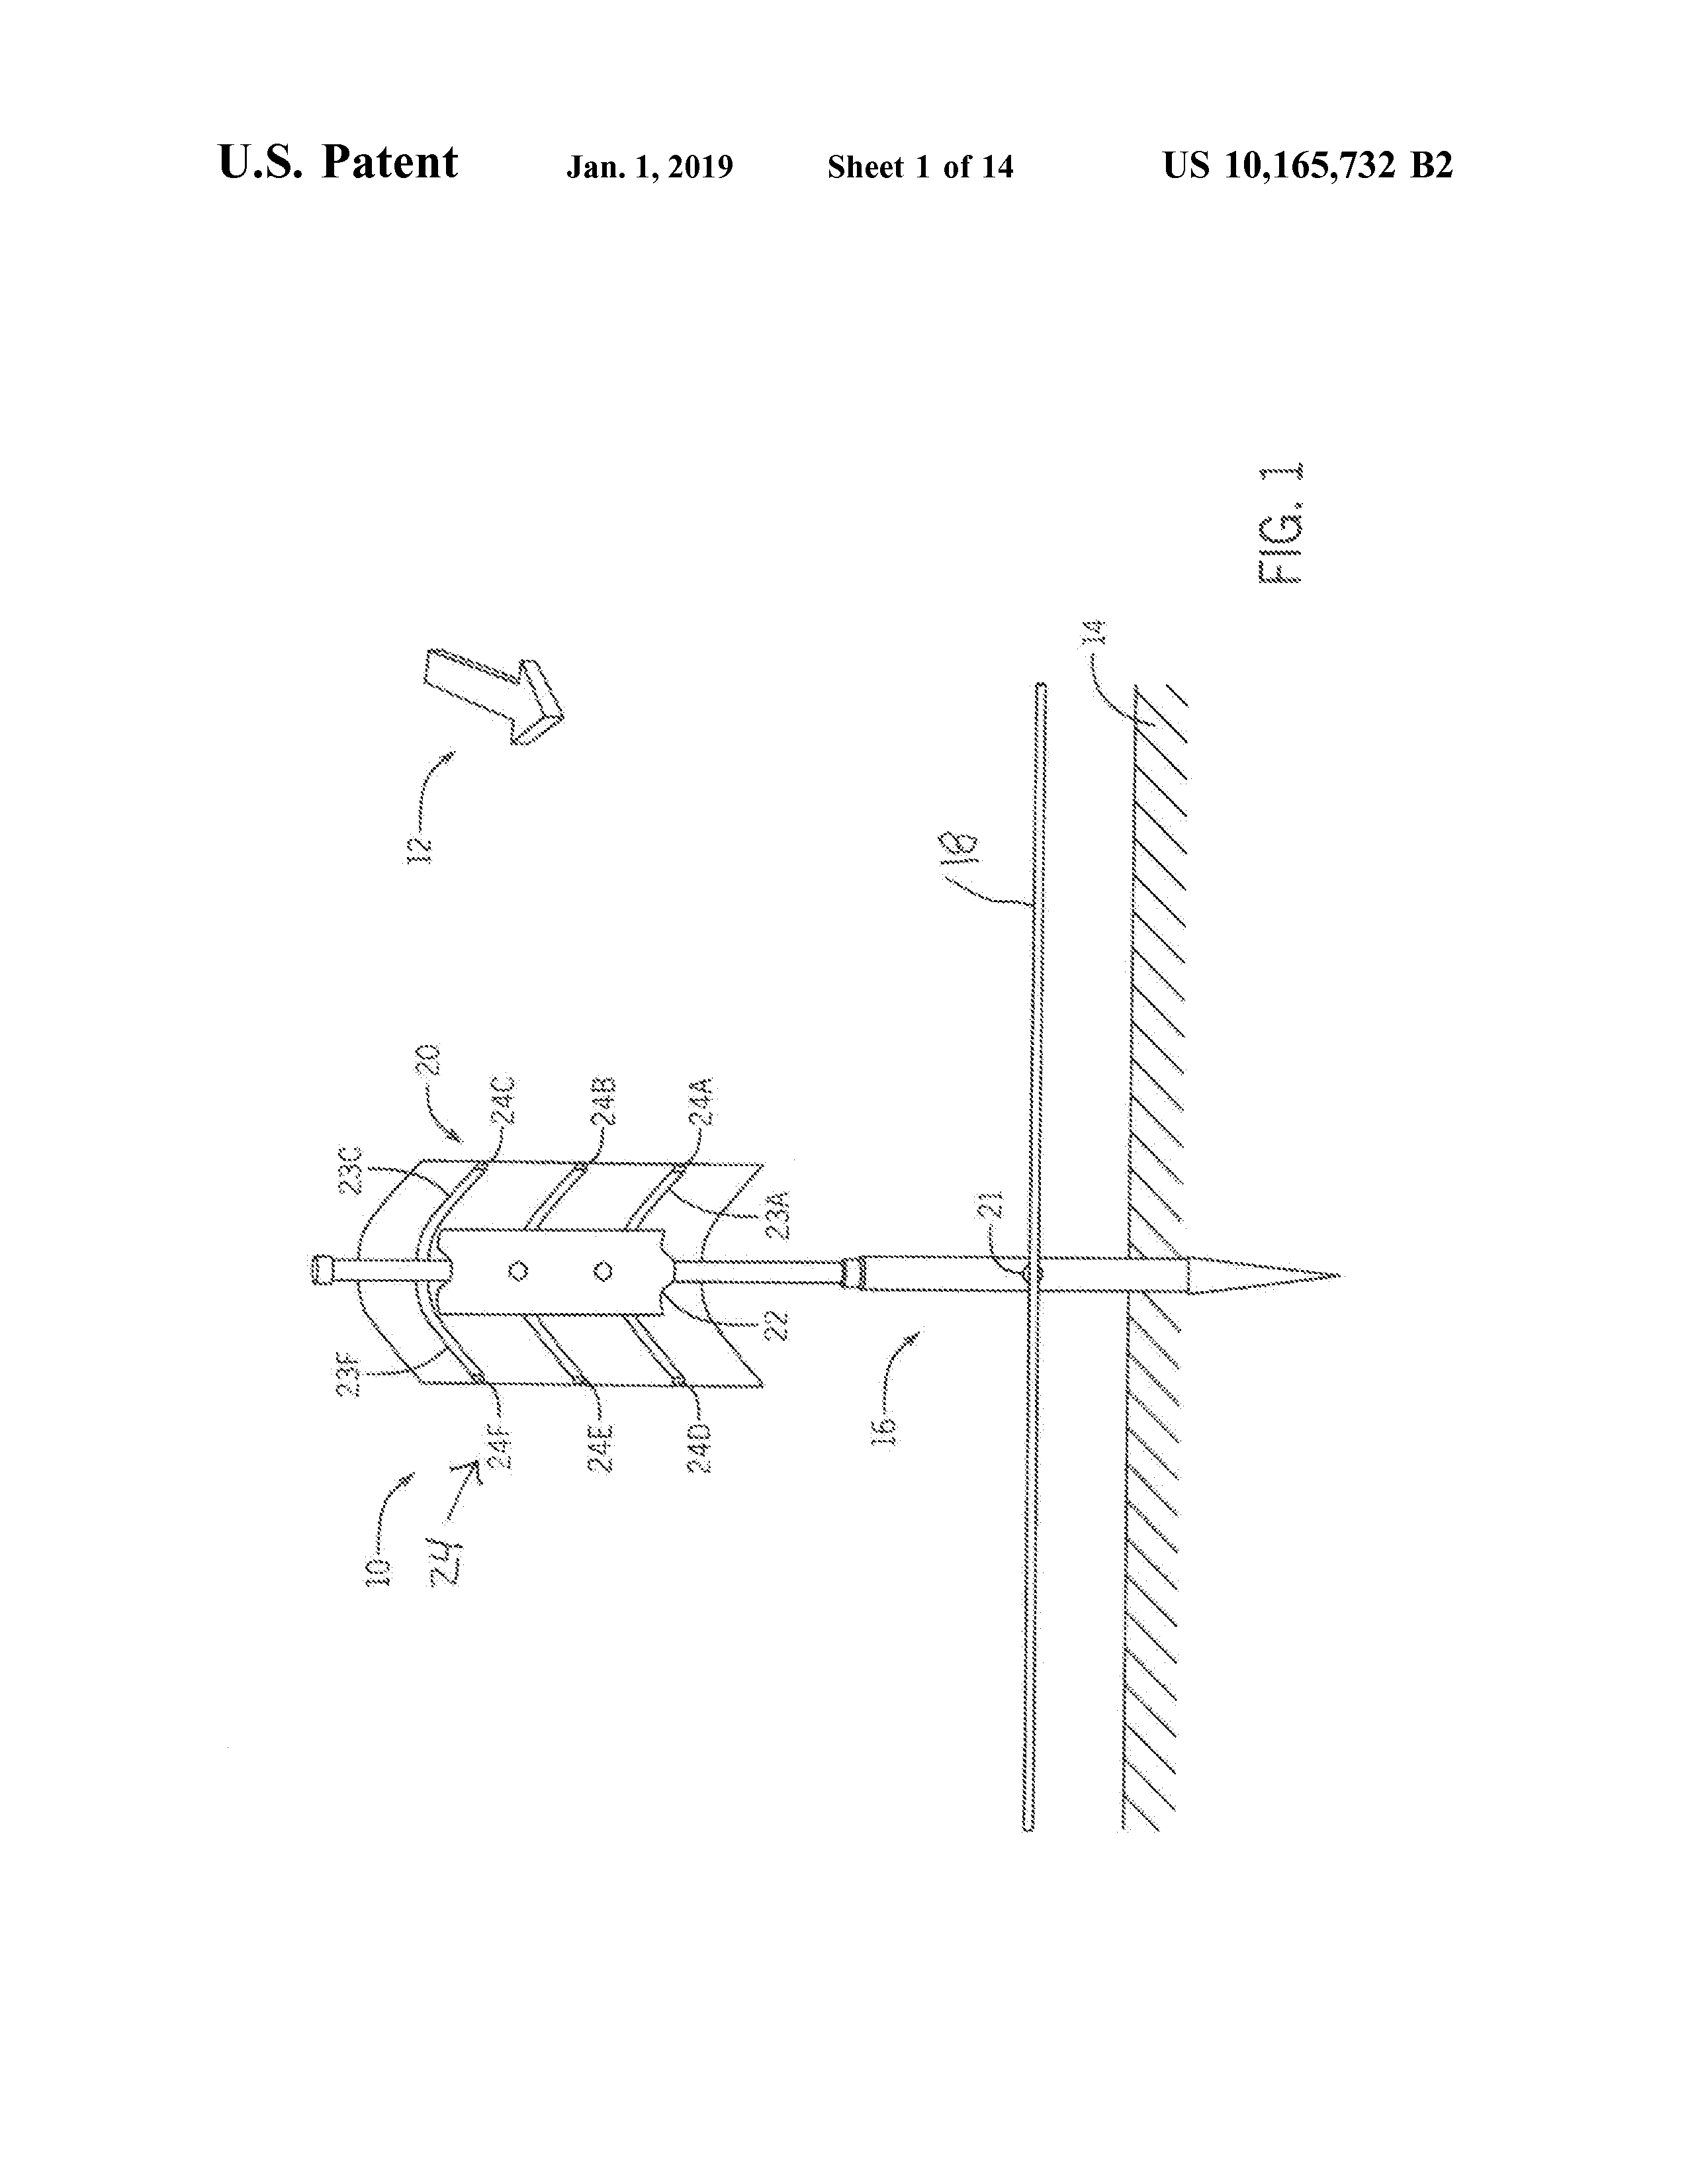 U.S. Patent Jan. 1, 2019 Sheet 1 of 14 US 10,165,732 B2
10
24
23F
23C
20
12
24F
24C
24E
24B
24D
24A
22
23A
16
21
18
14
FIG. 1